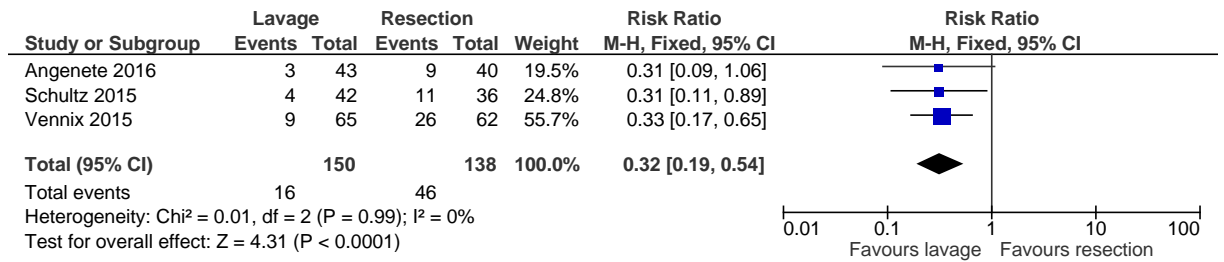 Lavage Resection Risk Ratio Risk Ratio
Study or Subgroup Events Total Events Total Weight M-H, Fixed, 95% CI M-H, Fixed, 95% CI
Angenete 2016 3 43 9 40 19.5% 0.31 [0.09, 1.06]
Schultz 2015 4 42 11 36 24.8% 0.31 [0.11, 0.89]
Vennix 2015 9 65 26 62 55.7% 0.33 [0.17, 0.65]
Total (95% CI) 150 138 100.0% 0.32 [0.19, 0.54]
Total events 16 46
Heterogeneity: Chi² = 0.01, df = 2 (P = 0.99); I² = 0%
Test for overall effect: Z = 4.31 (P < 0.0001)
0.01 0.1 1 10 100
Favours lavage Favours resection